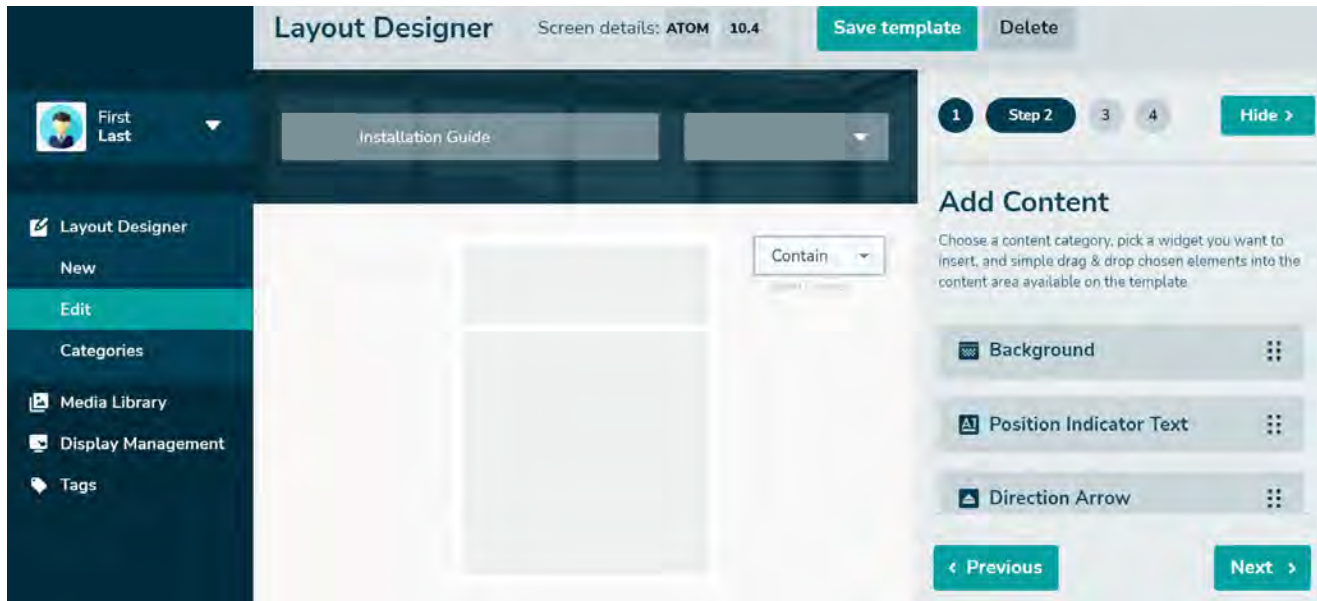 Layout Designer
Screen details: ATOM 10.4
Save template
Delete
First
Last
Layout Designer
New
Edit
Categories
Media Library
Display Management
Tags
Installation Guide
Contain
1
Step 2
3
4
Hide >
Add Content
Choose a content category, pick a widget you want to
insert, and simple drag & drop chosen elements into the
content area available on the template
Background
Position Indicator Text
Direction Arrow
< Previous
Next >